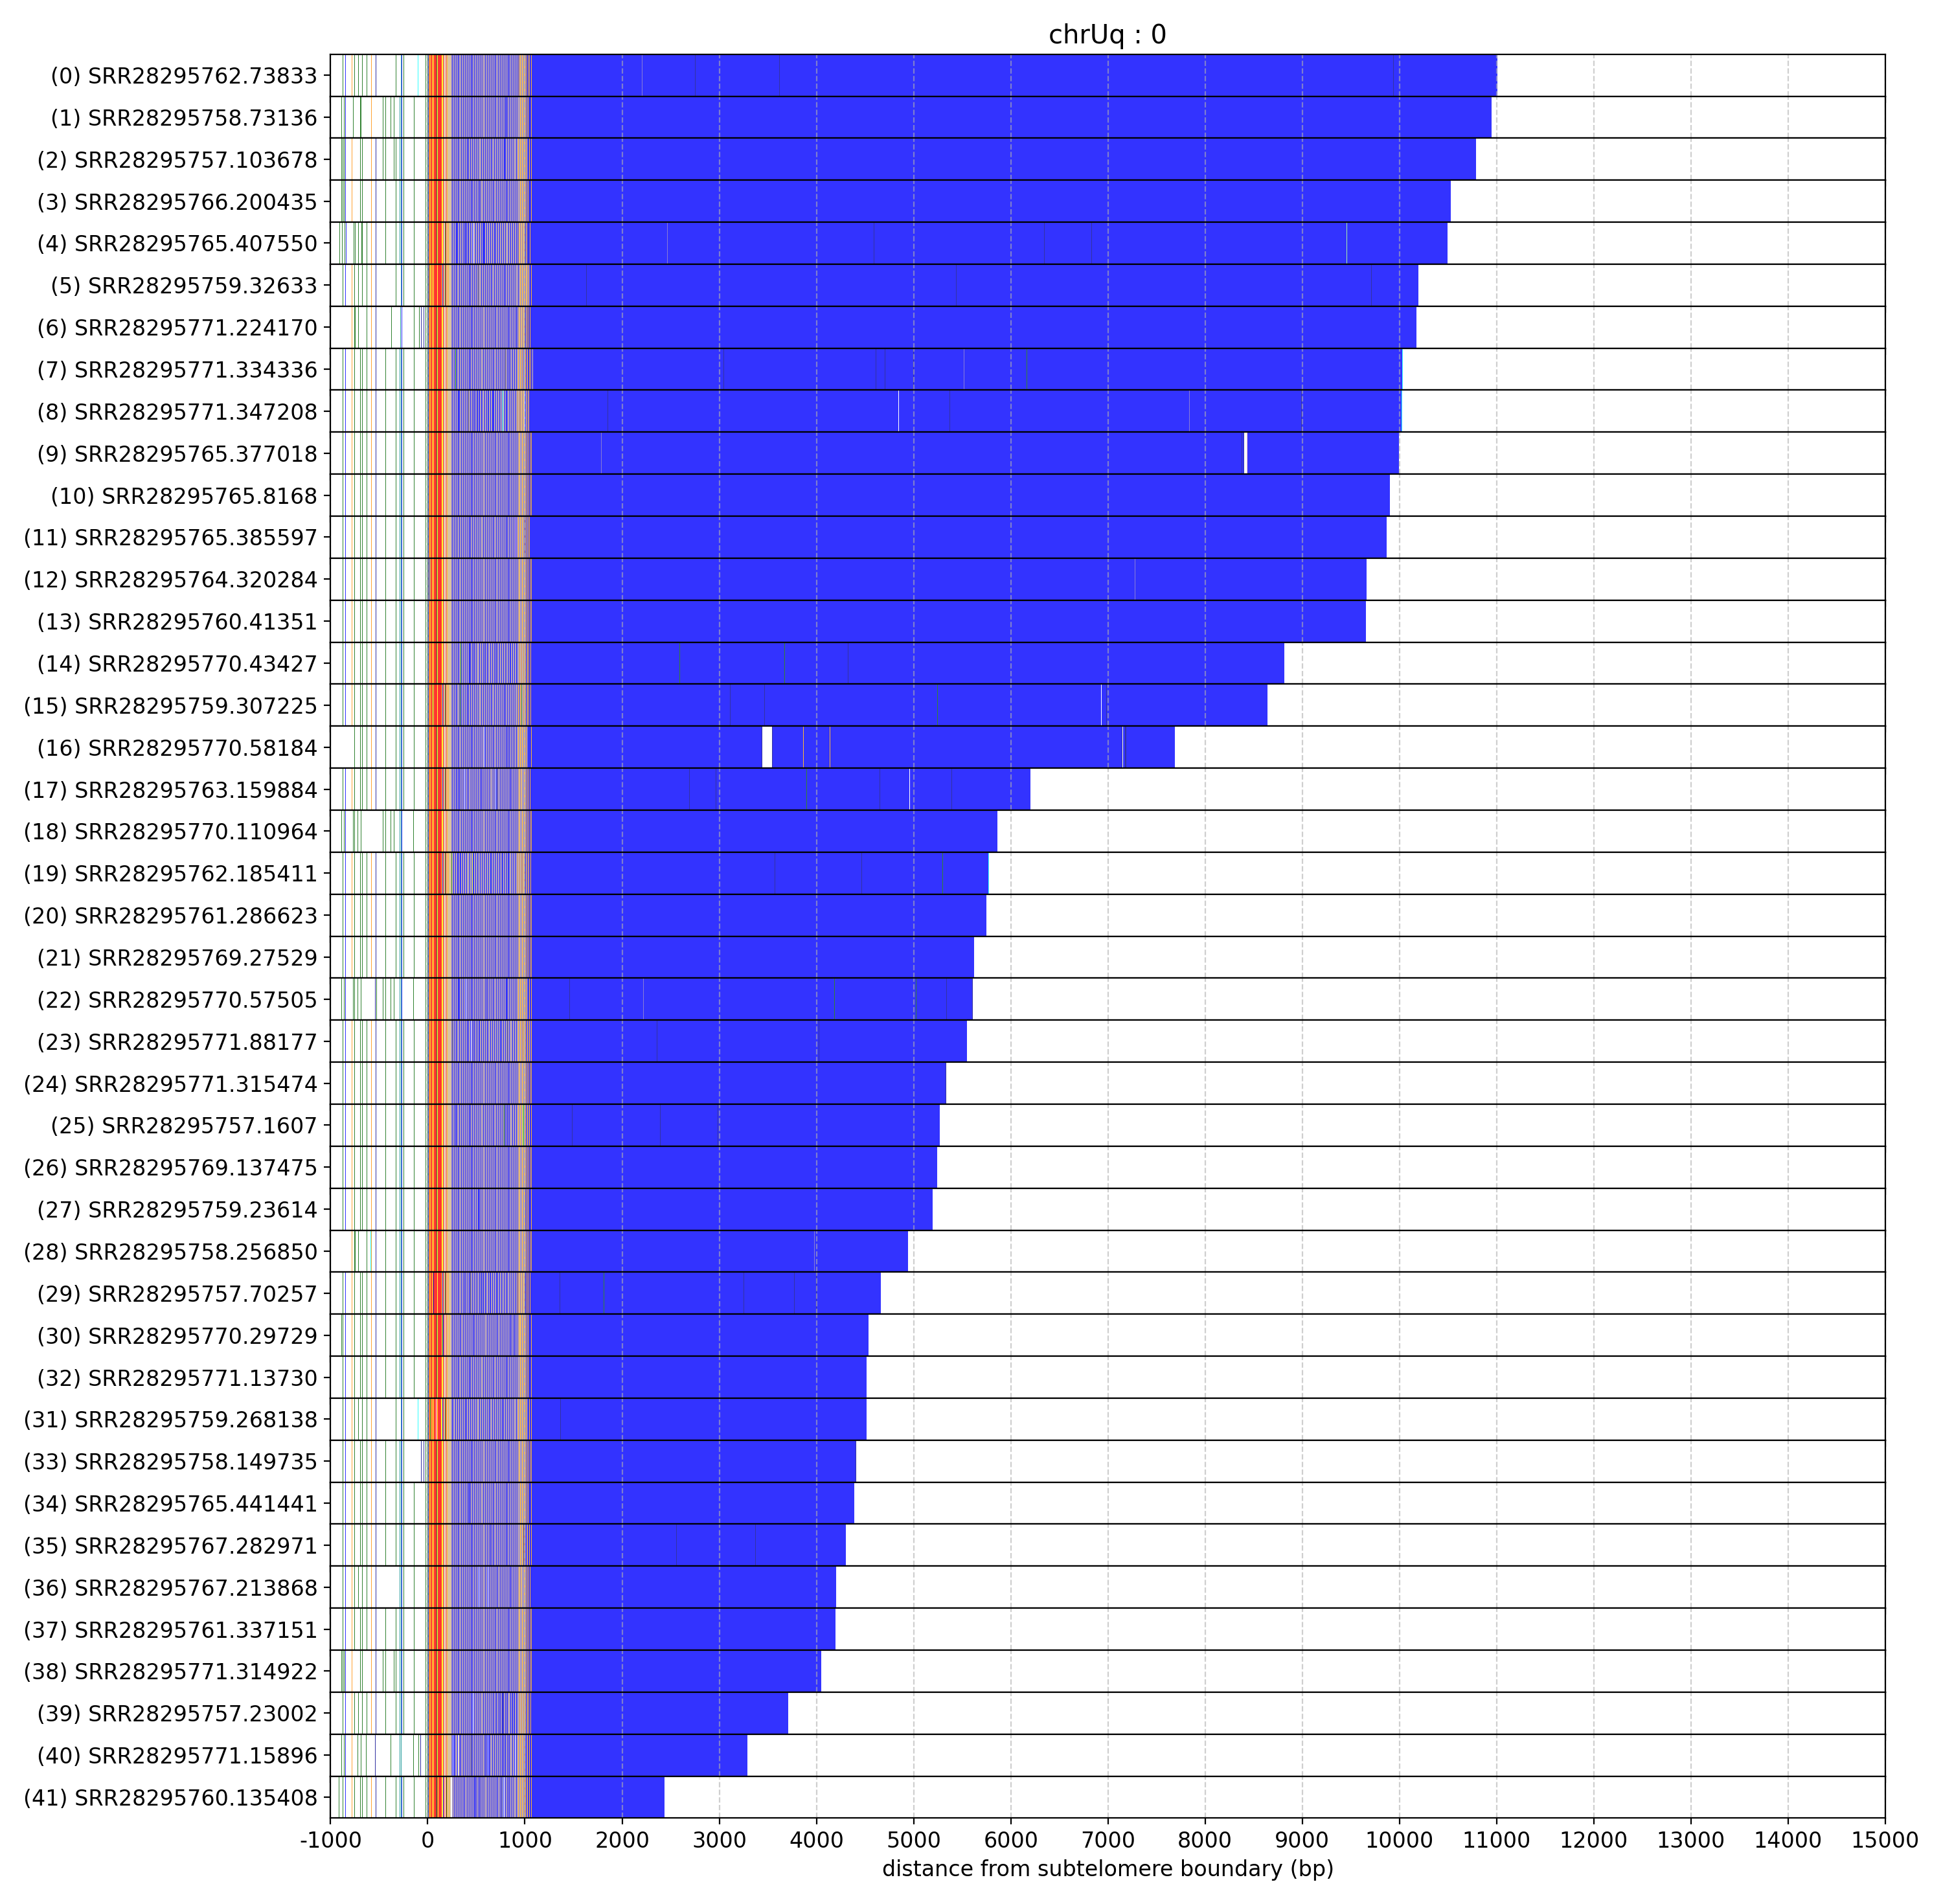 chrUq : 0
(0) SRR28295762.73833
(1) SRR28295758.73136
(2) SRR28295757.103678
(3) SRR28295766.200435
(4) SRR28295765.407550
(5) SRR28295759.32633
(6) SRR28295771.224170
(7) SRR28295771.334336
(8) SRR28295771.347208
(9) SRR28295765.377018
(10) SRR28295765.8168
(11) SRR28295765.385597
(12) SRR28295764.320284
(13) SRR28295760.41351
(14) SRR28295770.43427
(15) SRR28295759.307225
(16) SRR28295770.58184
(17) SRR28295763.159884
(18) SRR28295770.110964
(19) SRR28295762.185411
(20) SRR28295761.286623
(21) SRR28295769.27529
(22) SRR28295770.57505
(23) SRR28295771.88177
(24) SRR28295771.315474
(25) SRR28295757.1607
(26) SRR28295769.137475
(27) SRR28295759.23614
(28) SRR28295758.256850
(29) SRR28295757.70257
(30) SRR28295770.29729
(32) SRR28295771.13730
(31) SRR28295759.268138
(33) SRR28295758.149735
(34) SRR28295765.441441
(35) SRR28295767.282971
(36) SRR28295767.213868
(37) SRR28295761.337151
(38) SRR28295771.314922
(39) SRR28295757.23002
(40) SRR28295771.15896
(41) SRR28295760.135408
-1000 0 1000 2000 3000 4000 5000 6000 7000 8000 9000 10000 11000 12000 13000 14000 15000
distance from subtelomere boundary (bp)